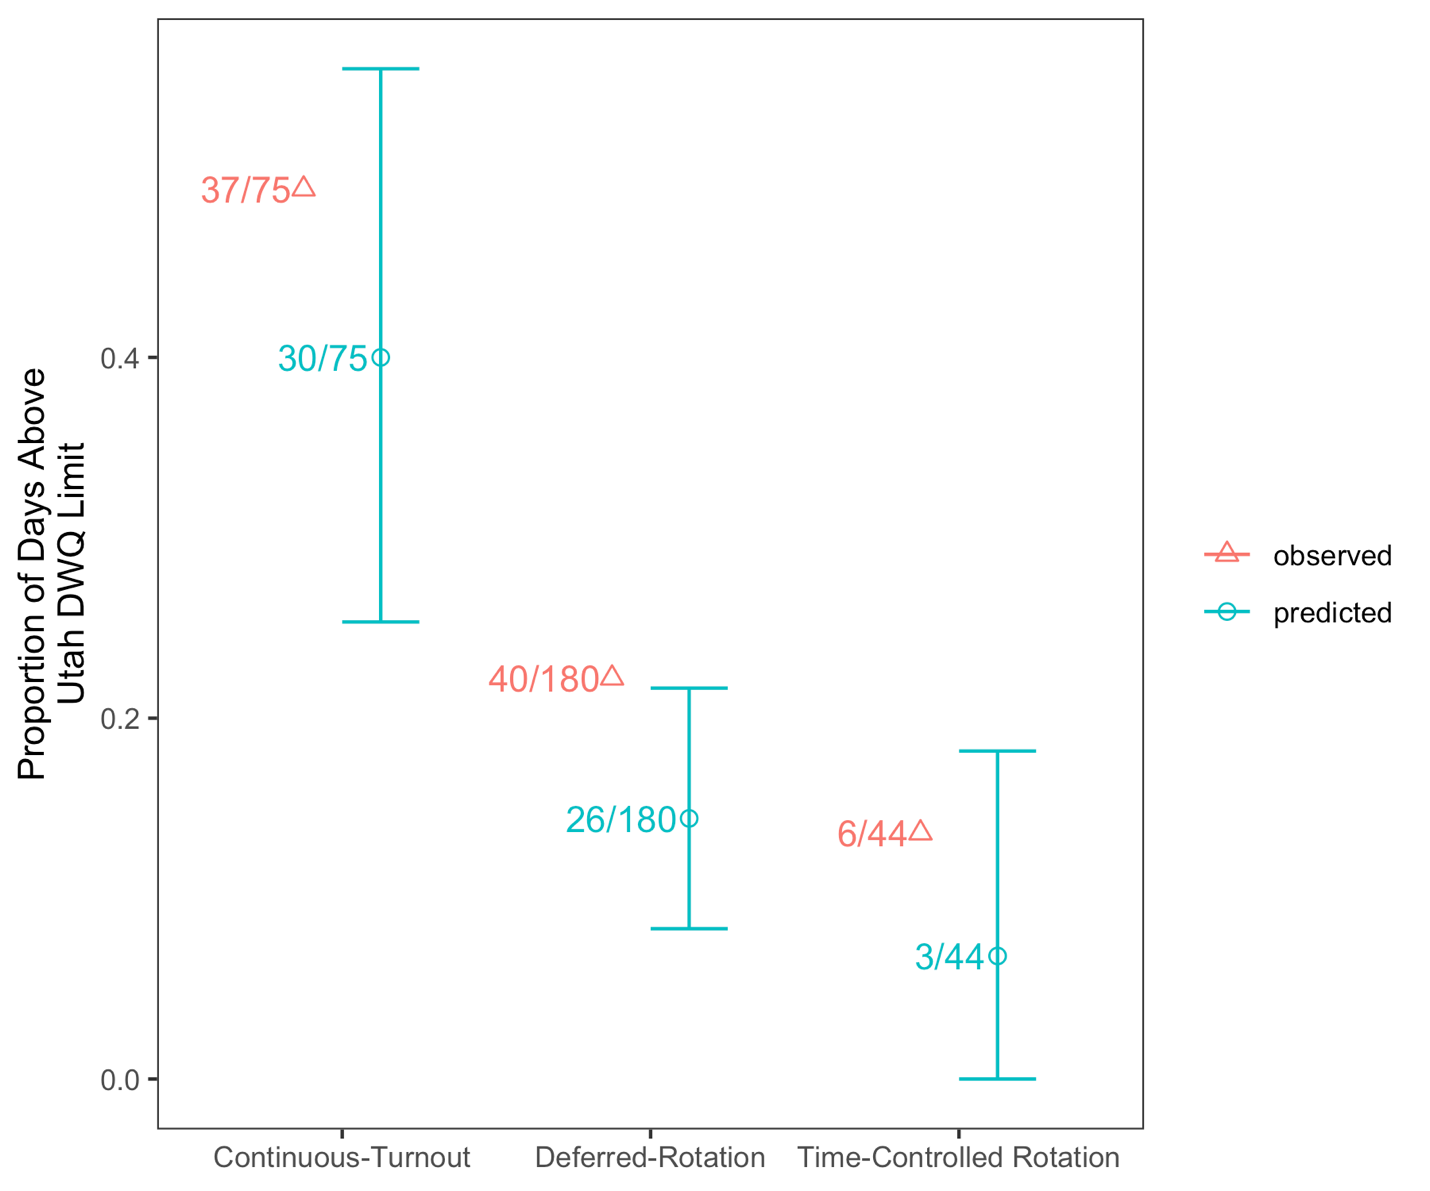 Proportion of Days Above
Utah DWQ Limit
0.4
0.2
0.0
37/75
30/75
40/180
26/180
6/44
3/44
Continuous-Turnout
Deferred-Rotation
Time-Controlled Rotation
observed
predicted